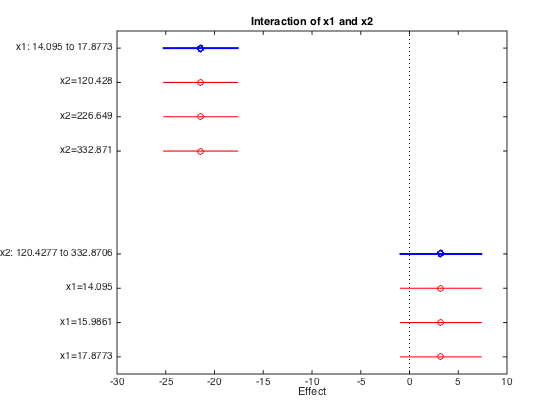 Interaction of x1 and x2
x1: 14.095 to 17.8773
x2=120.428
x2=226.649
x2=332.871
x2: 120.4277 to 332.8706
x1=14.095
x1=15.9861
x1=17.8773
-30 -25 -20 -15 -10 -5 0 5 10
Effect